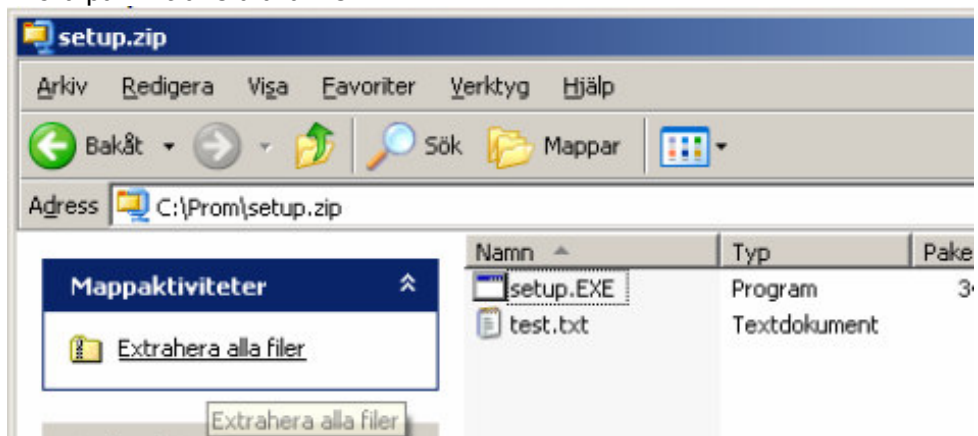 setup.zip
Arkiv Redigera Visa Favoriter Verktyg Hjälp
Bakåt Sök Mappar
Adress C:\Prom\setup.zip
Namn Typ
Mappaktiviteter
setup.EXE Program
test.txt Textdokument
Extrahera alla filer
Extrahera alla filer